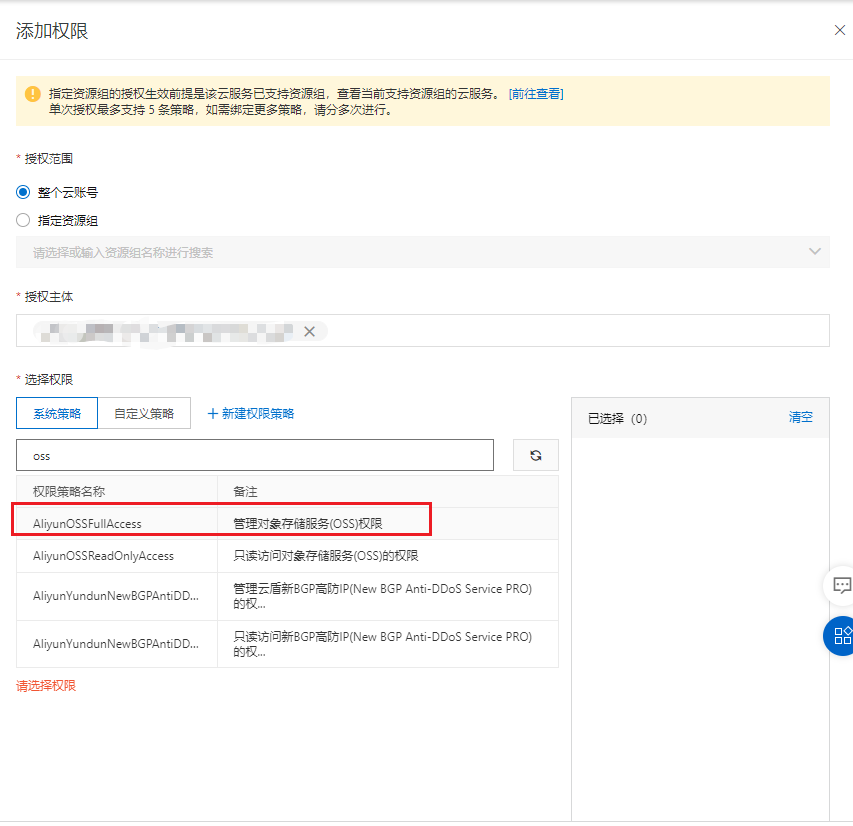 添加权限
指定资源组的授权生效前提是该云服务已支持资源组，查看当前支持资源组的云服务。 [前往查看]
单次授权最多支持 5 条策略，如需绑定更多策略，请分多次进行。
* 授权范围
整个云账号
指定资源组
请选择或输入资源组名称进行搜索
* 授权主体
* 选择权限
系统策略 自定义策略 + 新建权限策略
已选择 (0) 清空
oss
权限策略名称 备注
AliyunOSSFullAccess 管理对象存储服务(OSS)权限
AliyunOSSReadOnlyAccess 只读访问对象存储服务(OSS)的权限
AliyunYundunNewBGPAntiDD... 管理云盾新BGP高防IP(New BGP Anti-DDoS Service PRO)
的权...
AliyunYundunNewBGPAntiDD... 只读访问新BGP高防IP(New BGP Anti-DDoS Service PRO)
的权...
请选择权限